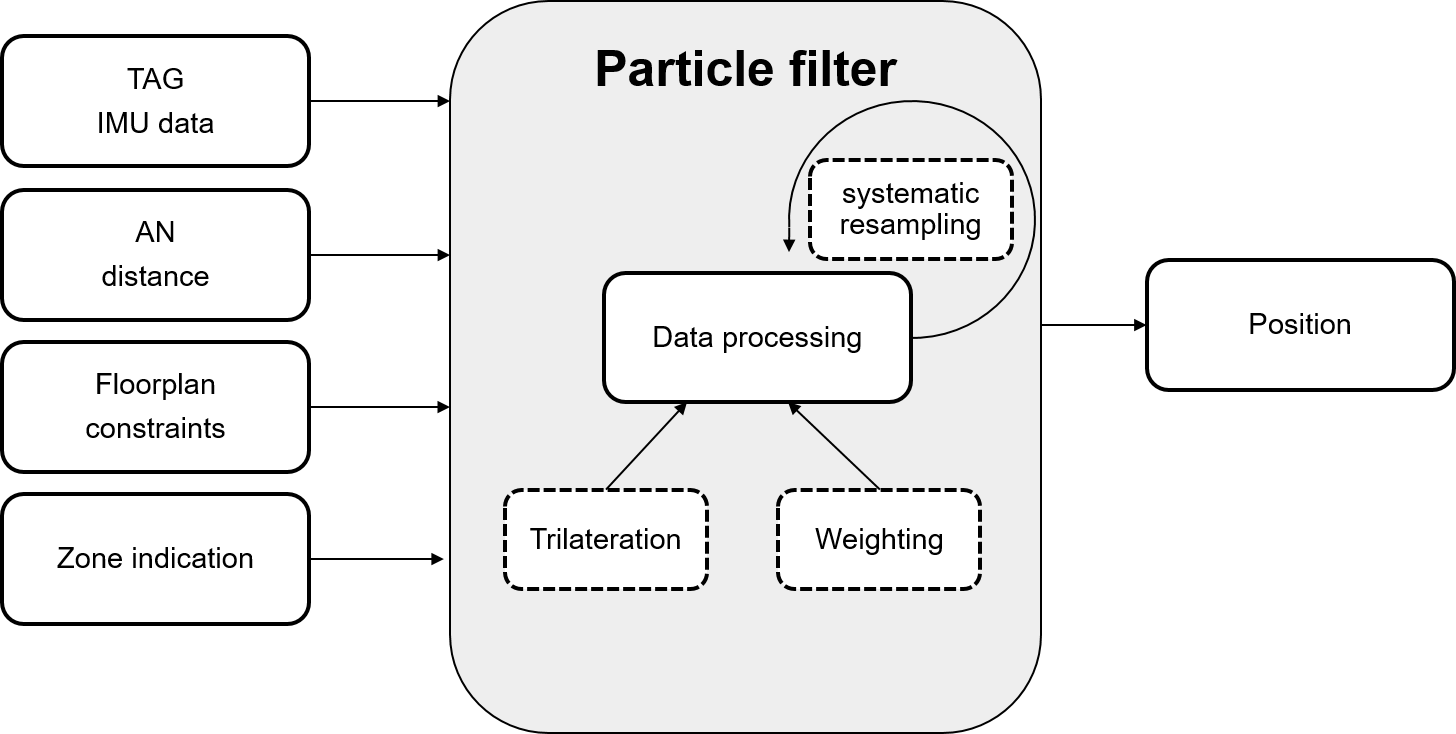 TAG
IMU data
AN
distance
Floorplan
constraints
Zone indication
Particle filter
systematic
resampling
Data processing
Trilateration
Weighting
Position